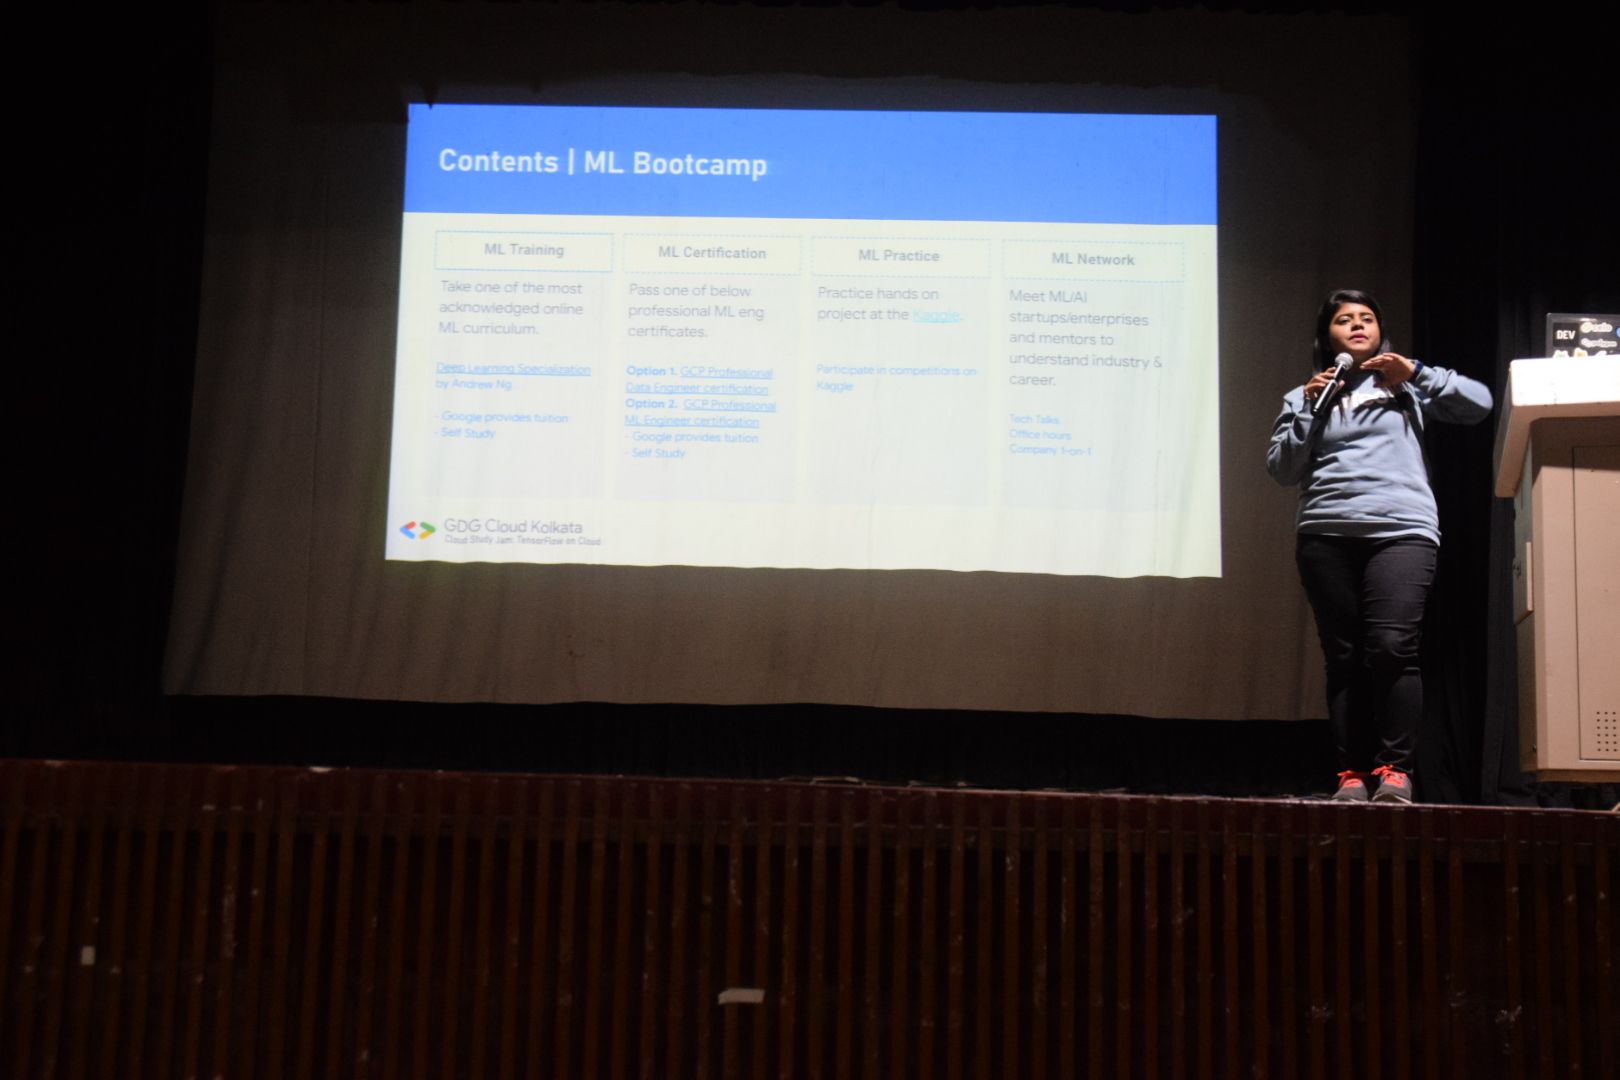 Contents | ML Bootcamp
ML Training
Take one of the most
acknowledged online
ML curriculum.
Deep Learning Specialization
by Andrew Ng
- Google provides tuition
- Self Study
ML Certification
Pass one of below
professional ML eng
certificates.
Option 1. GCP Professional
Data Engineer certification
Option 2. GCP Professional
ML Engineer certification
- Google provides tuition
- Self Study
ML Practice
Practice hands on
project at the Kaggle.
Participate in competitions on
Kaggle
ML Network
Meet ML/AI
startups/enterprises
and mentors to
understand industry &
career.
Tech Talks
Office hours
Company 1-on-1
GDG Cloud Kolkata
Cloud Study Jam: TensorFlow on Cloud
DEV